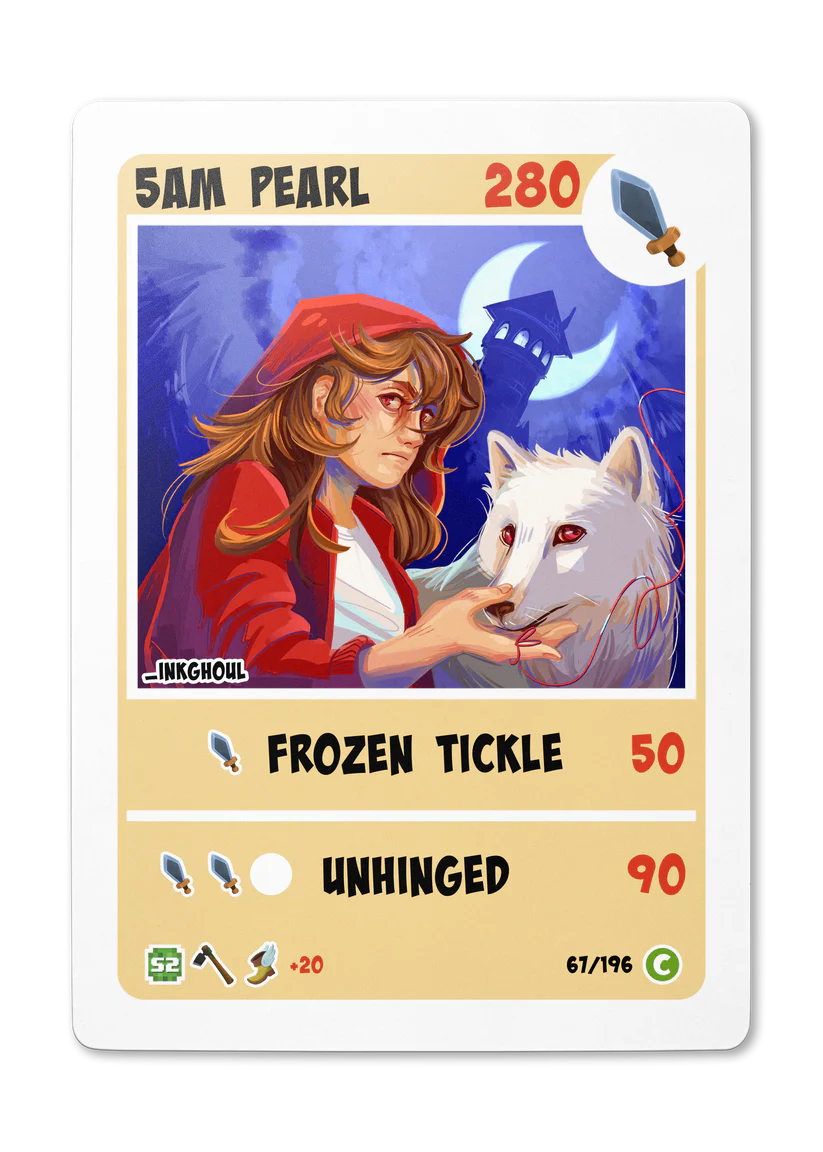 5AM PEARL 280
_INKGHOUL
FROZEN TICKLE 50
UNHINGED 90
S2 +20 67/196 C